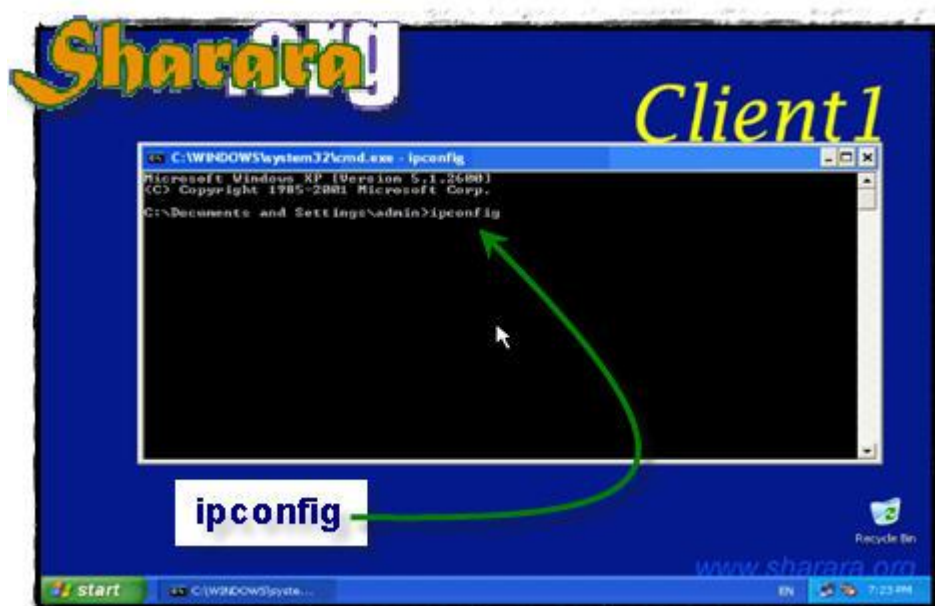 Sharara.org
Client1
C:\WINDOWS\system32\cmd.exe - ipconfig
Microsoft Windows XP [Version 5.1.2600]
(C) Copyright 1985-2001 Microsoft Corp.
C:\Documents and Settings\admin>ipconfig
ipconfig
Recycle Bin
www.sharara.org
start
C:\WINDOWS\syste...
EN
7:23 PM